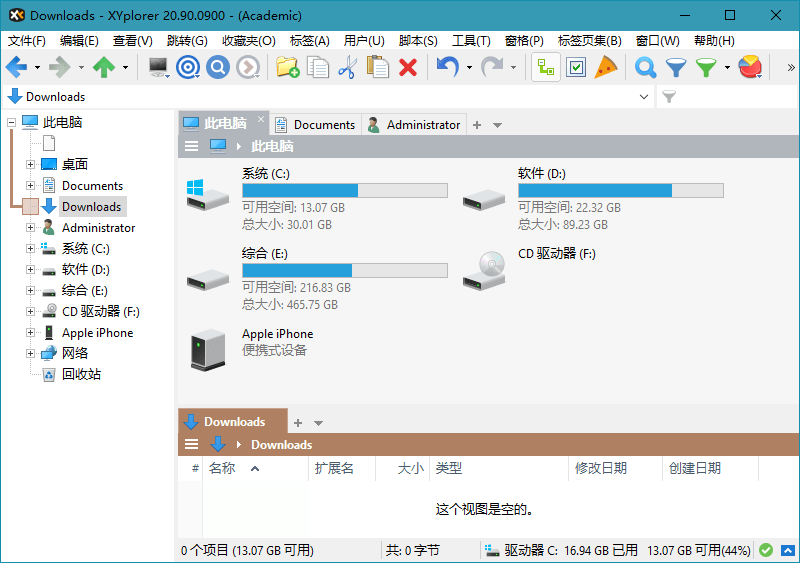 Downloads - XYplorer 20.90.0900 - (Academic)
文件(F) 编辑(E) 查看(V) 跳转(G) 收藏夹(O) 标签(A) 用户(U) 脚本(S) 工具(T) 窗格(P) 标签页集(B) 窗口(W) 帮助(H)
Downloads
此电脑
桌面
Documents
Downloads
Administrator
系统 (C:)
软件 (D:)
综合 (E:)
CD 驱动器 (F:)
Apple iPhone
网络
回收站
此电脑 Documents Administrator
此电脑
系统 (C:)
可用空间: 13.07 GB
总大小: 30.01 GB
软件 (D:)
可用空间: 22.32 GB
总大小: 89.23 GB
综合 (E:)
可用空间: 216.83 GB
总大小: 465.75 GB
CD 驱动器 (F:)
Apple iPhone
便携式设备
Downloads
Downloads
# 名称 扩展名 大小 类型 修改日期 创建日期
这个视图是空的。
0 个项目 (13.07 GB 可用) 共: 0 字节 驱动器 C: 16.94 GB 已用 13.07 GB 可用(44%)